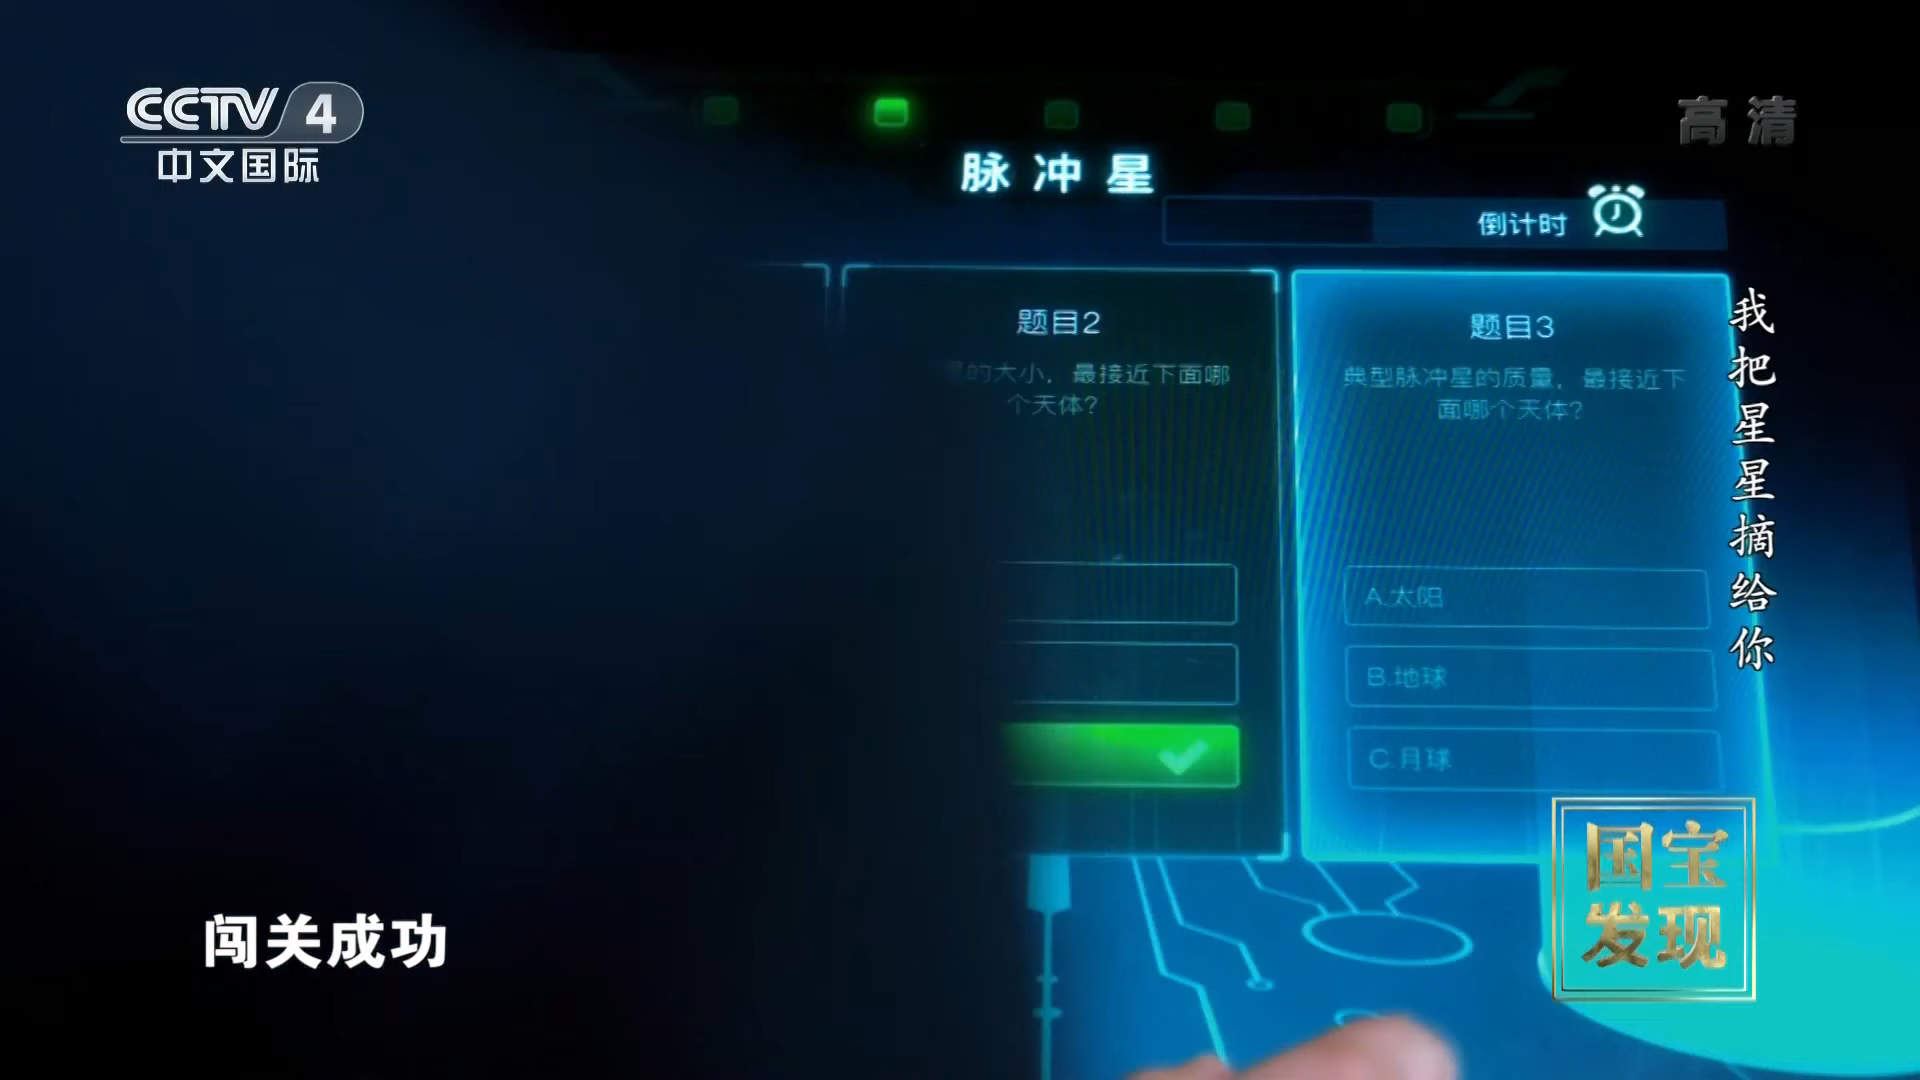 CCTV 4
中文国际
高清
脉冲星
倒计时
题目2
的大小，最接近下面哪
个天体？
题目3
典型脉冲星的质量，最接近下
面哪个天体？
A.太阳
B.地球
C.月球
我把星星摘给你
国宝
发现
闯关成功